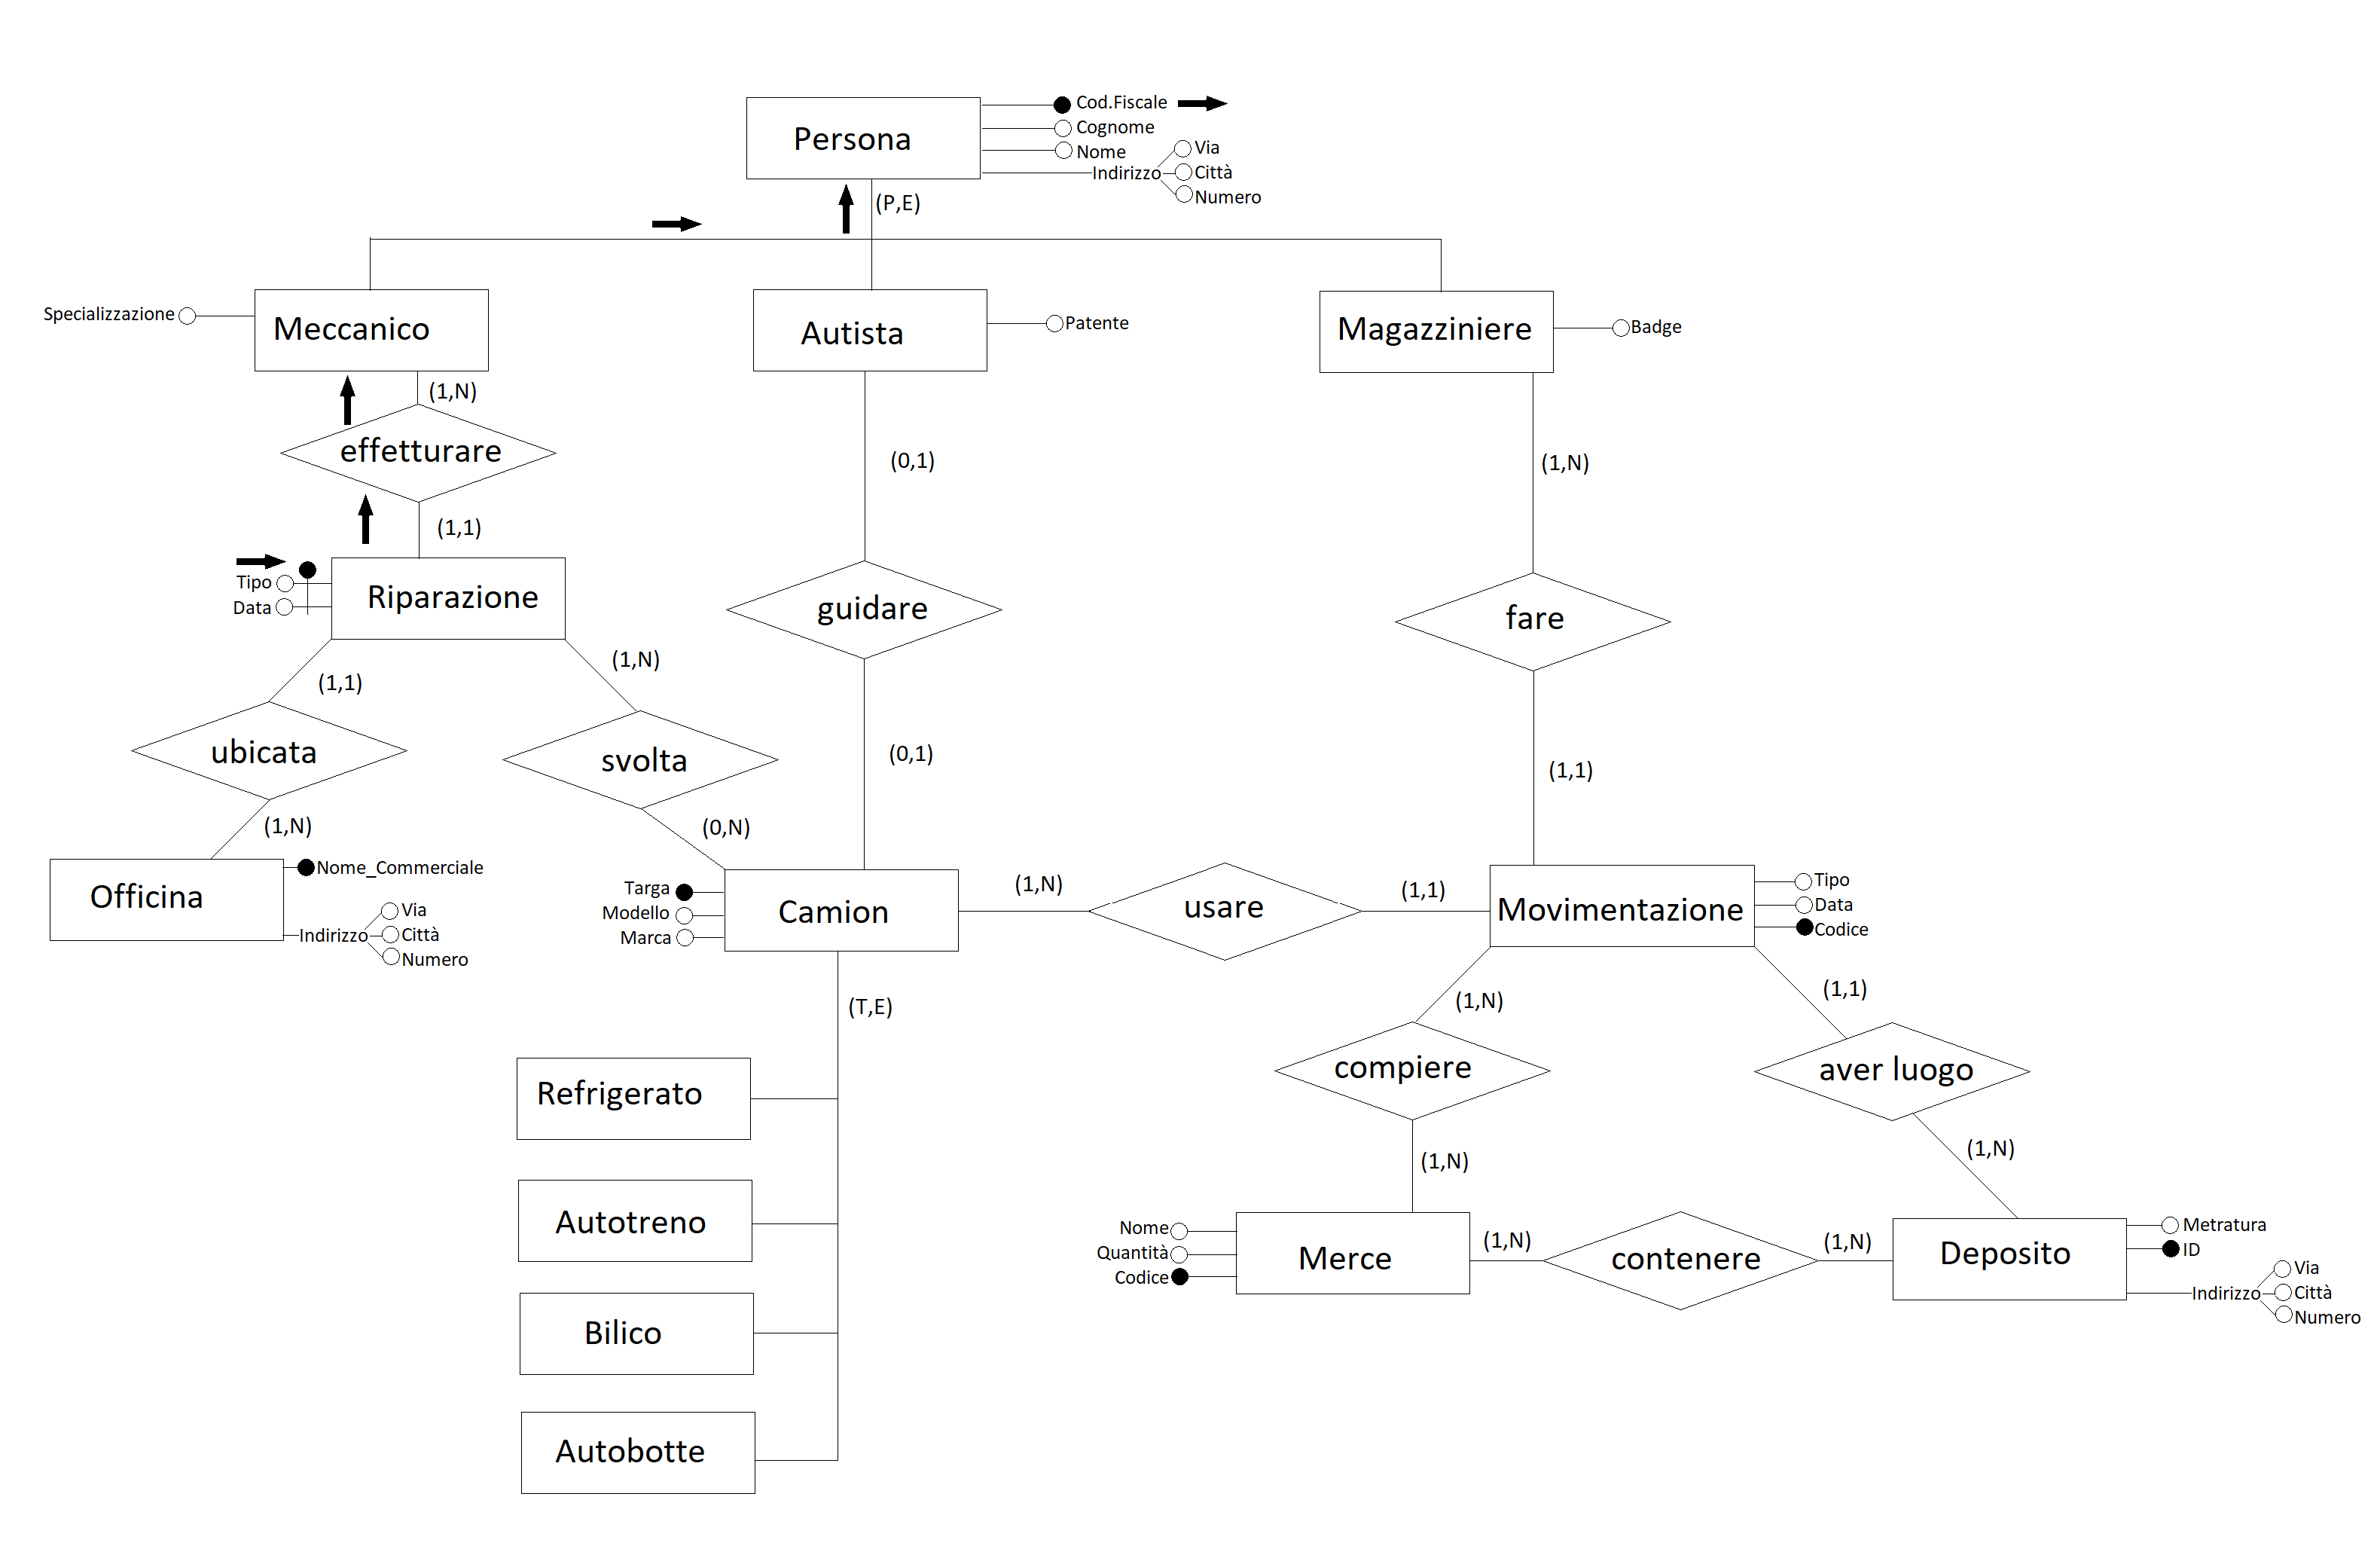 Persona
Cod.Fiscale
Cognome
Nome
Indirizzo
Via
Città
Numero
(P,E)
Specializzazione
Meccanico
Autista
Patente
Magazziniere
Badge
(1,N)
effetturare
(0,1)
(1,N)
(1,1)
Tipo
Data
Riparazione
guidare
fare
(1,1)
(1,N)
ubicata
svolta
(0,1)
(1,1)
(1,N)
(0,N)
Officina
Nome_Commerciale
Indirizzo
Via
Città
Numero
Targa
Modello
Marca
Camion
(1,N)
usare
(1,1)
Movimentazione
Tipo
Data
Codice
(T,E)
(1,N)
(1,1)
Refrigerato
compiere
aver luogo
(1,N)
(1,N)
Autotreno
Nome
Quantità
Codice
Merce
(1,N)
contenere
(1,N)
Deposito
Metratura
ID
Indirizzo
Via
Città
Numero
Bilico
Autobotte